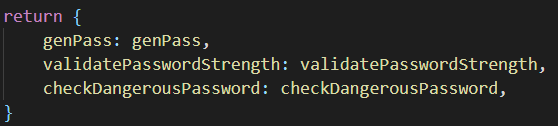 return {
    genPass: genPass,
    validatePasswordStrength: validatePasswordStrength,
    checkDangerousPassword: checkDangerousPassword,
}